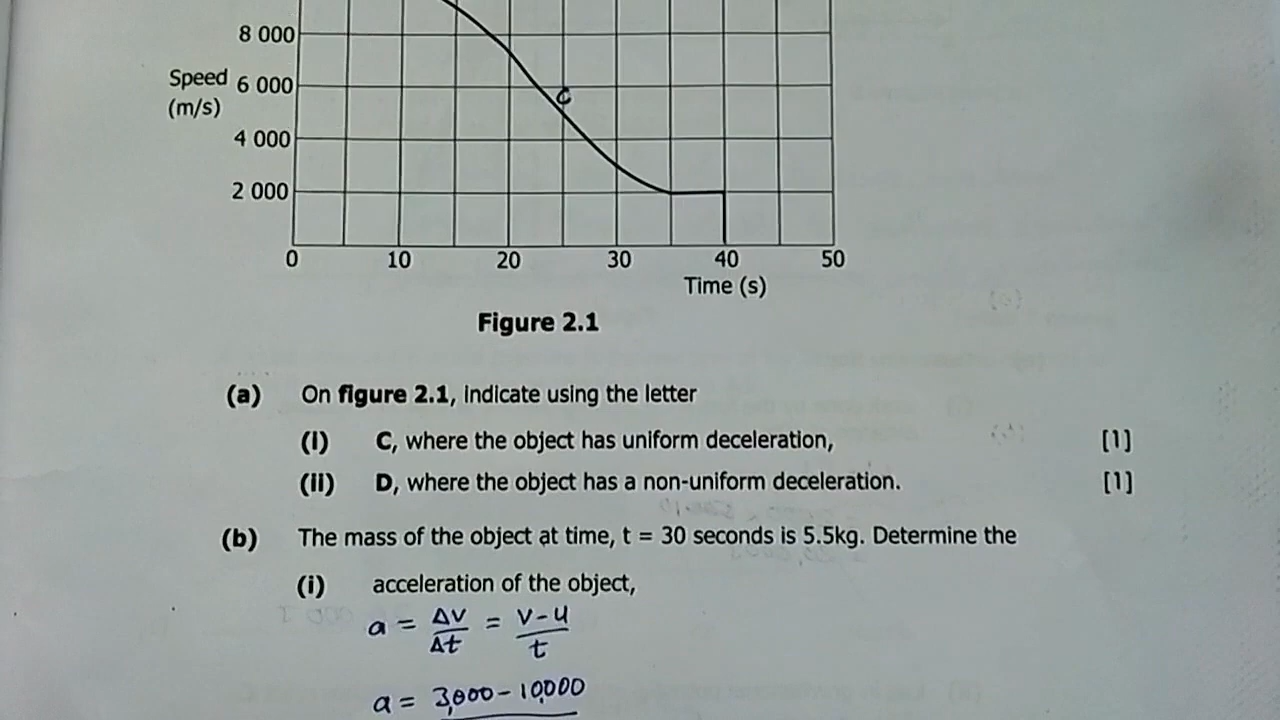 8 000
Speed 6 000
(m/s)
C
4 000
2 000
0 10 20 30 40 50
Time (s)
Figure 2.1
(a) On figure 2.1, indicate using the letter
(i) C, where the object has uniform deceleration, [1]
(ii) D, where the object has a non-uniform deceleration. [1]
(b) The mass of the object at time, t = 30 seconds is 5.5kg. Determine the
(i) acceleration of the object,
a = Δv/Δt = v-u/t
a = 3,000 - 10,000